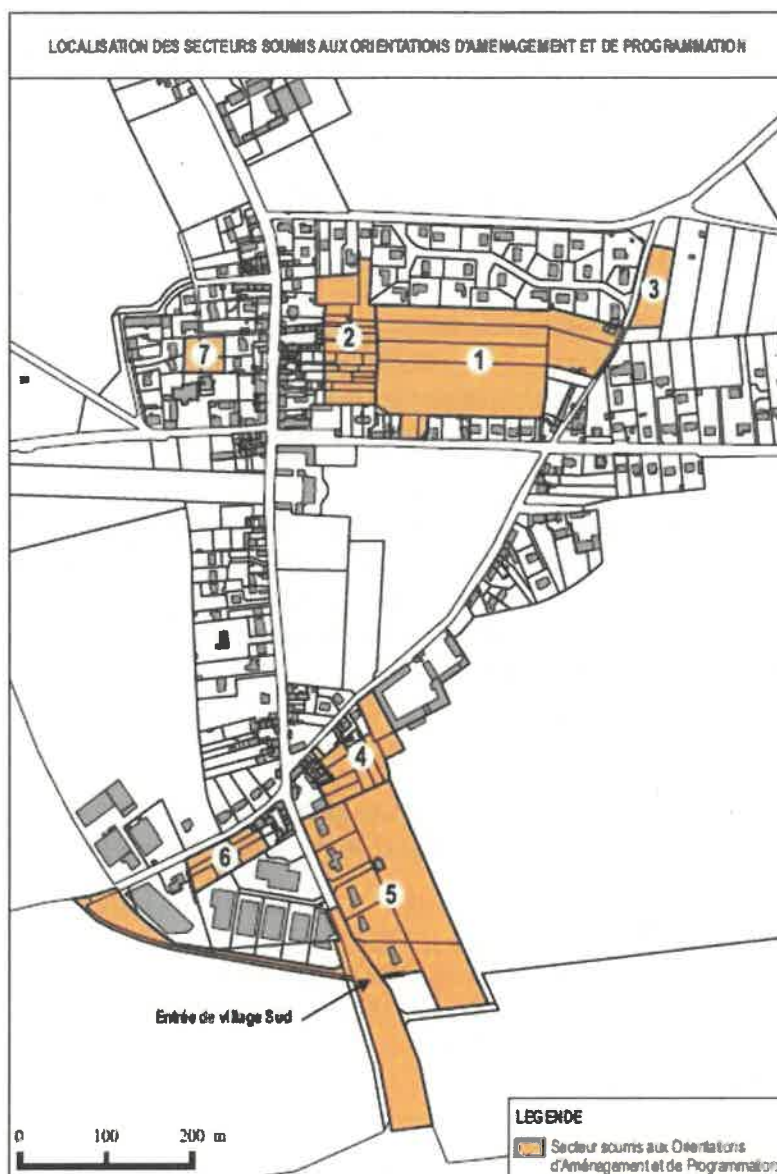 LOCALISATION DES SECTEURS SOUMIS AUX ORIENTATIONS D'AMENAGEMENT ET DE PROGRAMMATION
3
2
1
7
4
6
5
Entrée de village Sud
0 100 200 m
LEGENDE
Secteur soumis aux Orientations
d'Aménagement et de Programmation